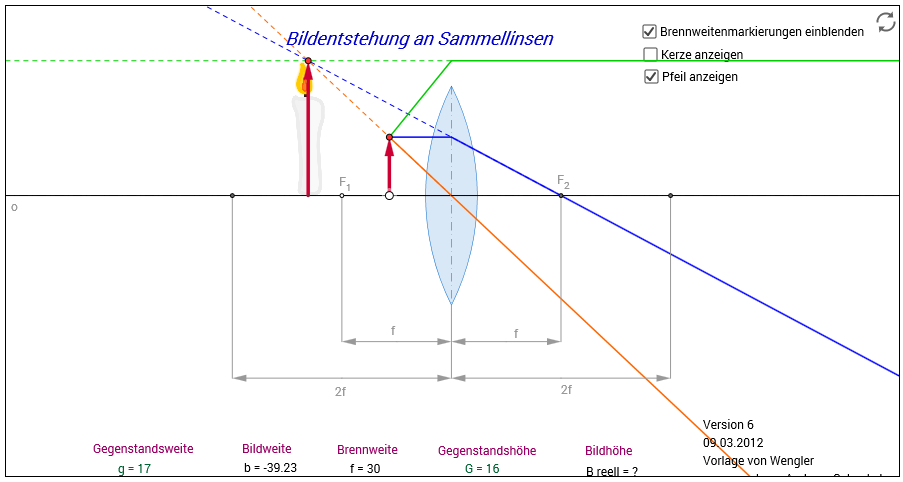 Bildentstehung an Sammellinsen
Brennweitenmarkierungen einblenden
Kerze anzeigen
Pfeil anzeigen
F1
F2
o
f
f
2f
2f
Version 6
09.03.2012
Vorlage von Wengler
Gegenstandsweite
g = 17
Bildweite
b = -39.23
Brennweite
f = 30
Gegenstandshöhe
G = 16
Bildhöhe
B reell = ?